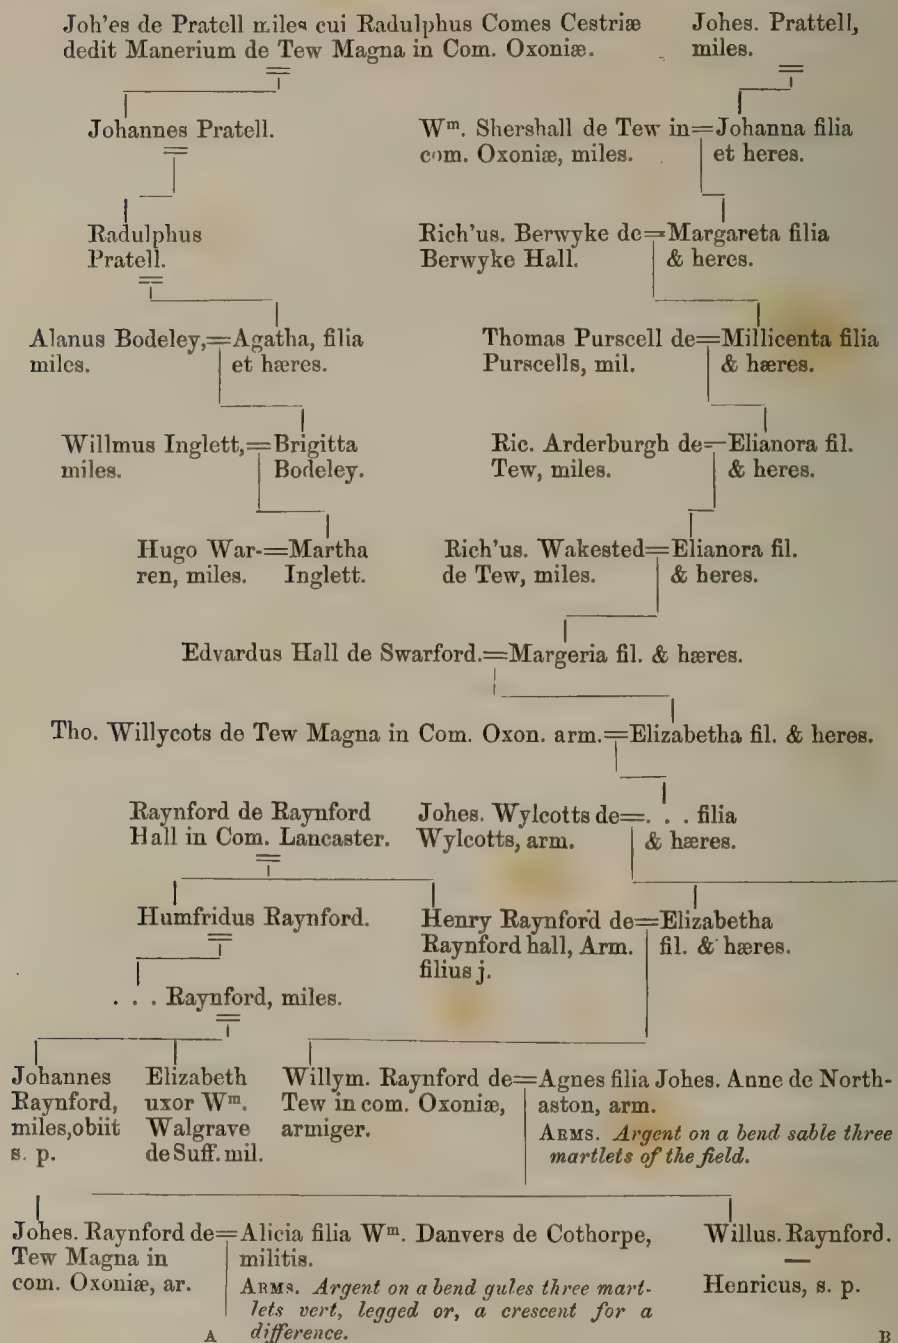 Joh'es de Pratell miles cui Radulphus Comes Cestriæ
dedit Manerium de Tew Magna in Com. Oxoniæ.
Johes. Prattell,
miles.
Johannes Pratell.
Wm. Shershall de Tew in=Johanna filia
com. Oxoniæ, miles. et heres.
Radulphus
Pratell.
Rich'us. Berwyke de=Margareta filia
Berwyke Hall. & heres.
Alanus Bodeley,=Agatha, filia
miles. et hæres.
Thomas Purscell de=Millicenta filia
Purscells, mil. & hæres.
Willmus Inglett,=Brigitta
miles. Bodeley.
Ric. Arderburgh de=Elianora fil.
Tew, miles. & heres.
Hugo War-=Martha
ren, miles. Inglett.
Rich'us. Wakested=Elianora fil.
de Tew, miles. & heres.
Edvardus Hall de Swarford.=Margeria fil. & hæres.
Tho. Willycots de Tew Magna in Com. Oxon. arm.=Elizabetha fil. & heres.
Raynford de Raynford
Hall in Com. Lancaster.
Johes. Wylcotts de=. . . filia
Wylcotts, arm. & hæres.
Humfridus Raynford.
Henry Raynford de=Elizabetha
Raynford hall, Arm. fil. & hæres.
filius j.
. . . Raynford, miles.
Johannes
Raynford,
miles, obiit
s. p.
Elizabeth
uxor Wm.
Walgrave
de Suff. mil.
Willym. Raynford de=Agnes filia Johes. Anne de North-
Tew in com. Oxoniæ, aston, arm.
armiger.
ARMS. Argent on a bend sable three
martlets of the field.
Johes. Raynford de=Alicia filia Wm. Danvers de Cothorpe,
Tew Magna in militis.
com. Oxoniæ, ar.
ARMS. Argent on a bend gules three mart-
lets vert, legged or, a crescent for a
difference.
Willus. Raynford.
—
Henricus, s. p.
A B